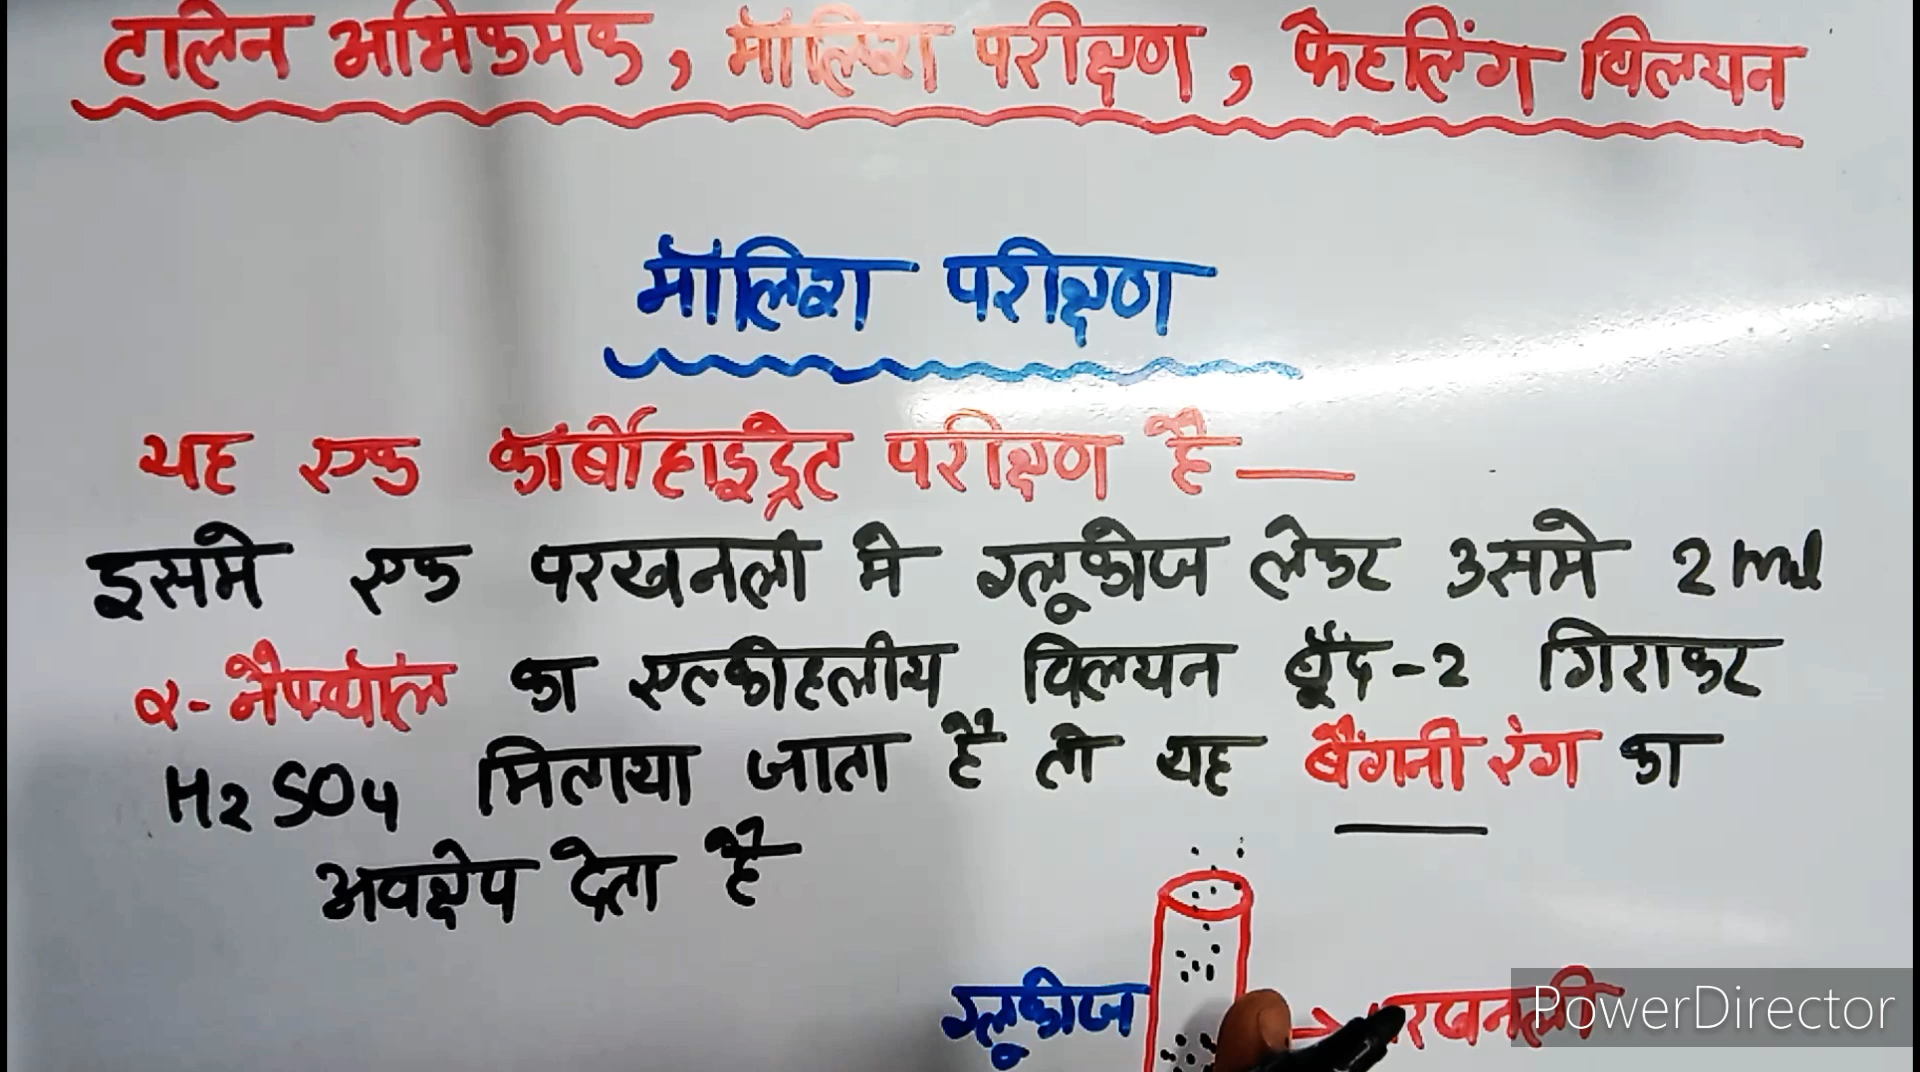 टालेन अभिकर्मक, मॉलिश परीक्षण, फेहलिंग विलयन
मॉलिश परीक्षण
यह एक कार्बोहाइड्रेट परीक्षण है—
इसमे एक परखनली मे ग्लूकोज लेकर उसमे 2 ml
α-नैफ्थॉल का एल्कोहलीय विलयन बूँद-2 गिराकर
H2SO4 मिलाया जाता है तो यह बैंगनी रंग का
अवक्षेप देता है
ग्लूकोज → परखनली
PowerDirector